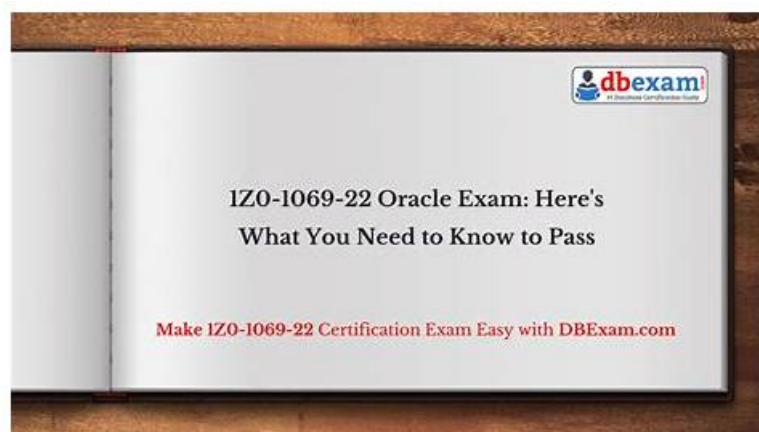 dbexam
1Z0-1069-22 Oracle Exam: Here's
What You Need to Know to Pass
Make 1Z0-1069-22 Certification Exam Easy with DBExam.com